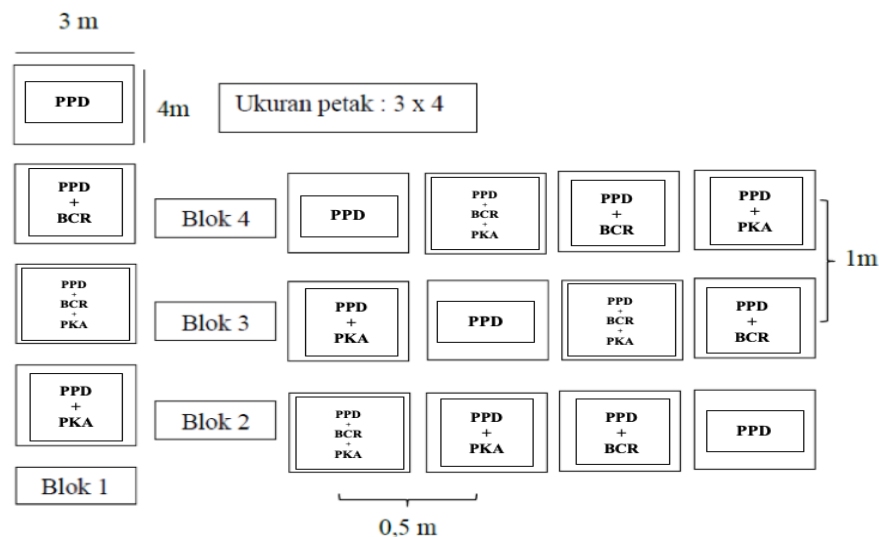 3 m
PPD
4m
Ukuran petak : 3 x 4
PPD
+
BCR
Blok 4
PPD
PPD
+
BCR
+
PKA
PPD
+
BCR
PPD
+
PKA
1m
PPD
+
BCR
+
PKA
Blok 3
PPD
+
PKA
PPD
PPD
+
BCR
+
PKA
PPD
+
BCR
PPD
+
PKA
Blok 2
PPD
+
BCR
+
PKA
PPD
+
PKA
PPD
+
BCR
PPD
Blok 1
0,5 m